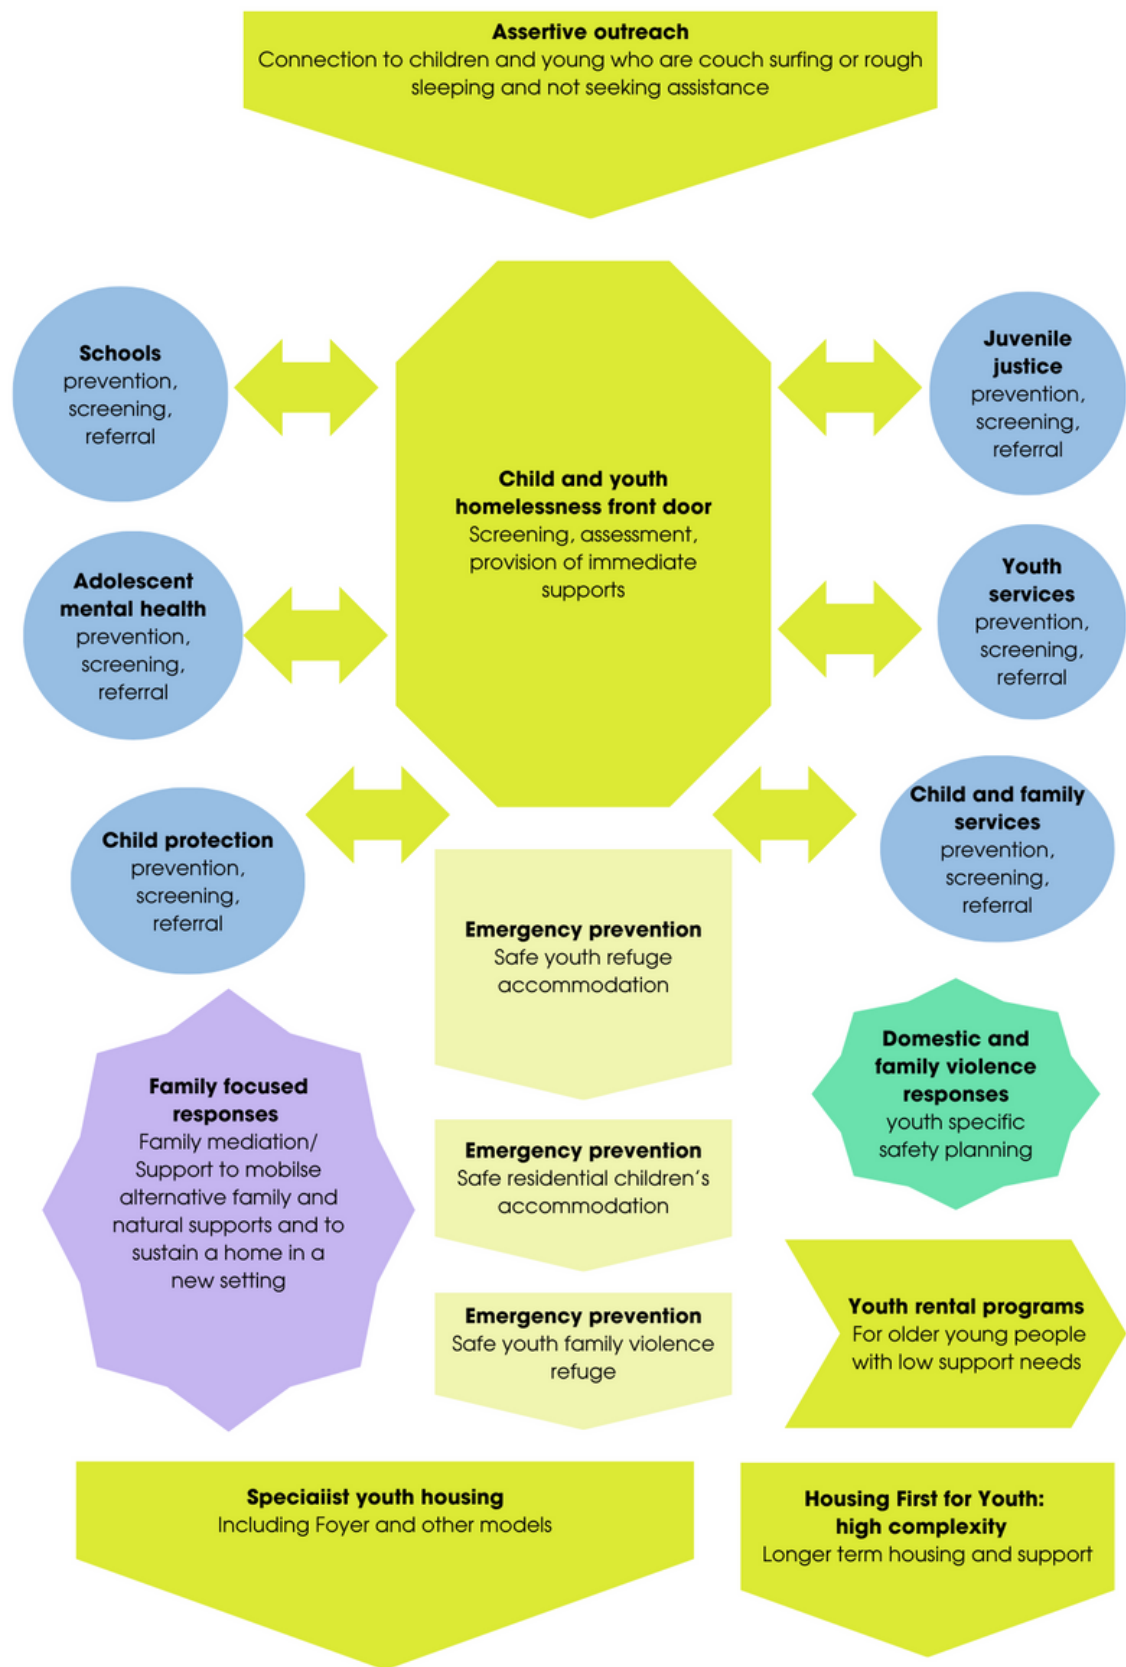 Assertive outreach
Connection to children and young who are couch surfing or rough
sleeping and not seeking assistance
Schools
prevention,
screening,
referral
Juvenile
justice
prevention,
screening,
referral
Child and youth
homelessness front door
Screening, assessment,
provision of immediate
supports
Adolescent
mental health
prevention,
screening,
referral
Youth
services
prevention,
screening,
referral
Child protection
prevention,
screening,
referral
Child and family
services
prevention,
screening,
referral
Emergency prevention
Safe youth refuge
accommodation
Family focused
responses
Family mediation/
Support to mobilse
alternative family and
natural supports and to
sustain a home in a
new setting
Domestic and
family violence
responses
youth specific
safety planning
Emergency prevention
Safe residential children's
accommodation
Emergency prevention
Safe youth family violence
refuge
Youth rental programs
For older young people
with low support needs
Speciaiist youth housing
Including Foyer and other models
Housing First for Youth:
high complexity
Longer term housing and support